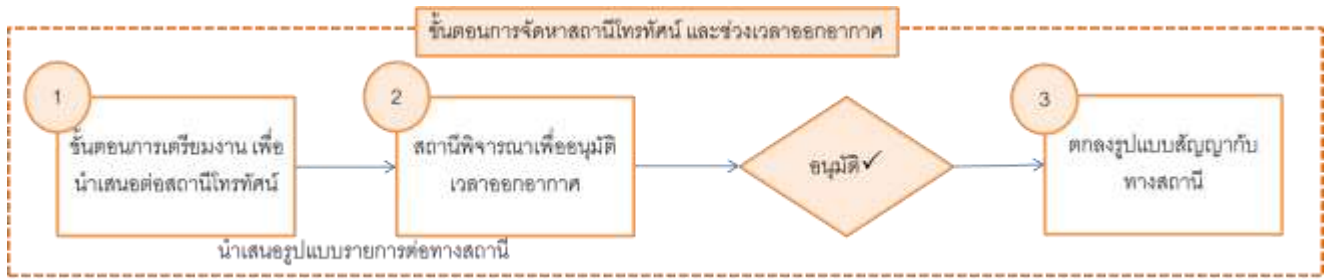 ขั้นตอนการจัดหาสถานีโทรทัศน์ และช่วงเวลาออกอากาศ
1
ขั้นตอนการเตรียมงาน เพื่อ
นำเสนอต่อสถานีโทรทัศน์
2
สถานีพิจารณาเพื่ออนุมัติ
เวลาออกอากาศ
อนุมัติ✓
3
ตกลงรูปแบบสัญญากับ
ทางสถานี
นำเสนอรูปแบบรายการต่อทางสถานี